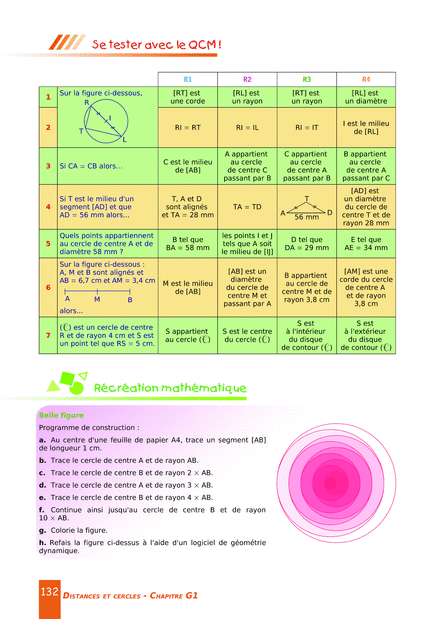 Se tester avec le QCM !
R1 R2 R3 R4
1 Sur la figure ci-dessous,
[RT] est
une corde
[RL] est
un rayon
[RT] est
un rayon
[RL] est
un diamètre
R
I
T
L
2
RI = RT
RI = IL
RI = IT
I est le milieu
de [RL]
3 Si CA = CB alors...
C est le milieu
de [AB]
A appartient
au cercle
de centre C
passant par B
C appartient
au cercle
de centre A
passant par B
B appartient
au cercle
de centre A
passant par C
4
Si T est le milieu d'un
segment [AD] et que
AD = 56 mm alors...
T, A et D
sont alignés
et TA = 28 mm
TA = TD
T
A D
56 mm
[AD] est
un diamètre
du cercle de
centre T et de
rayon 28 mm
5
Quels points appartiennent
au cercle de centre A et de
diamètre 58 mm ?
B tel que
BA = 58 mm
les points I et J
tels que A soit
le milieu de [IJ]
D tel que
DA = 29 mm
E tel que
AE = 34 mm
6
Sur la figure ci-dessous :
A, M et B sont alignés et
AB = 6,7 cm et AM = 3,4 cm
A M B
alors...
M est le milieu
de [AB]
[AB] est un
diamètre
du cercle de
centre M et
passant par A
B appartient
au cercle de
centre M et de
rayon 3,8 cm
[AM] est une
corde du cercle
de centre A
et de rayon
3,8 cm
7
(C) est un cercle de centre
R et de rayon 4 cm et S est
un point tel que RS = 5 cm.
S appartient
au cercle (C)
S est le centre
du cercle (C)
S est
à l'intérieur
du disque
de contour (C)
S est
à l'extérieur
du disque
de contour (C)
Récréation mathématique
Belle figure
Programme de construction :
a. Au centre d'une feuille de papier A4, trace un segment [AB]
de longueur 1 cm.
b. Trace le cercle de centre A et de rayon AB.
c. Trace le cercle de centre B et de rayon 2 × AB.
d. Trace le cercle de centre A et de rayon 3 × AB.
e. Trace le cercle de centre B et de rayon 4 × AB.
f. Continue ainsi jusqu'au cercle de centre B et de rayon
10 × AB.
g. Colorie la figure.
h. Refais la figure ci-dessus à l'aide d'un logiciel de géométrie
dynamique.
132 DISTANCES ET CERCLES • CHAPITRE G1